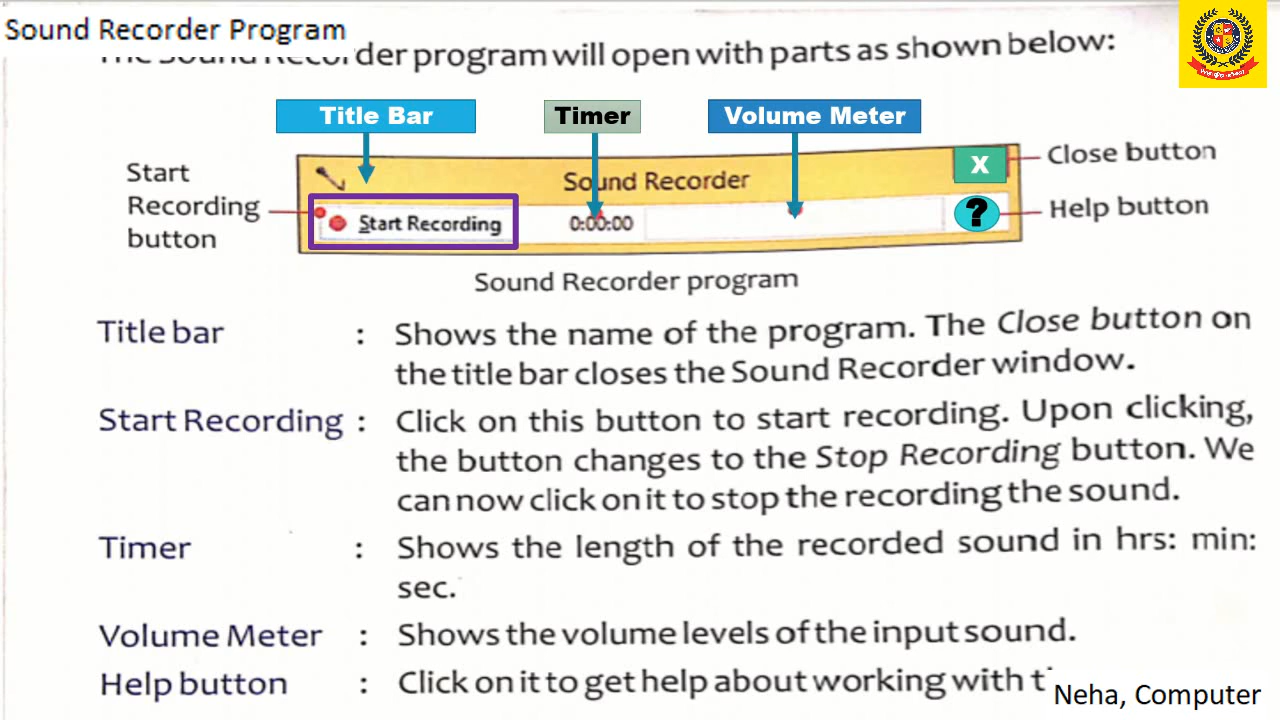 Sound Recorder Program
der program will open with parts as shown below:
Title Bar
Timer
Volume Meter
Start
Recording
button
Sound Recorder
X
Close button
Start Recording
0:00:00
?
Help button
Sound Recorder program
Title bar : Shows the name of the program. The Close button on
the title bar closes the Sound Recorder window.
Start Recording : Click on this button to start recording. Upon clicking,
the button changes to the Stop Recording button. We
can now click on it to stop the recording the sound.
Timer : Shows the length of the recorded sound in hrs: min:
sec.
Volume Meter : Shows the volume levels of the input sound.
Help button : Click on it to get help about working with t
Neha, Computer